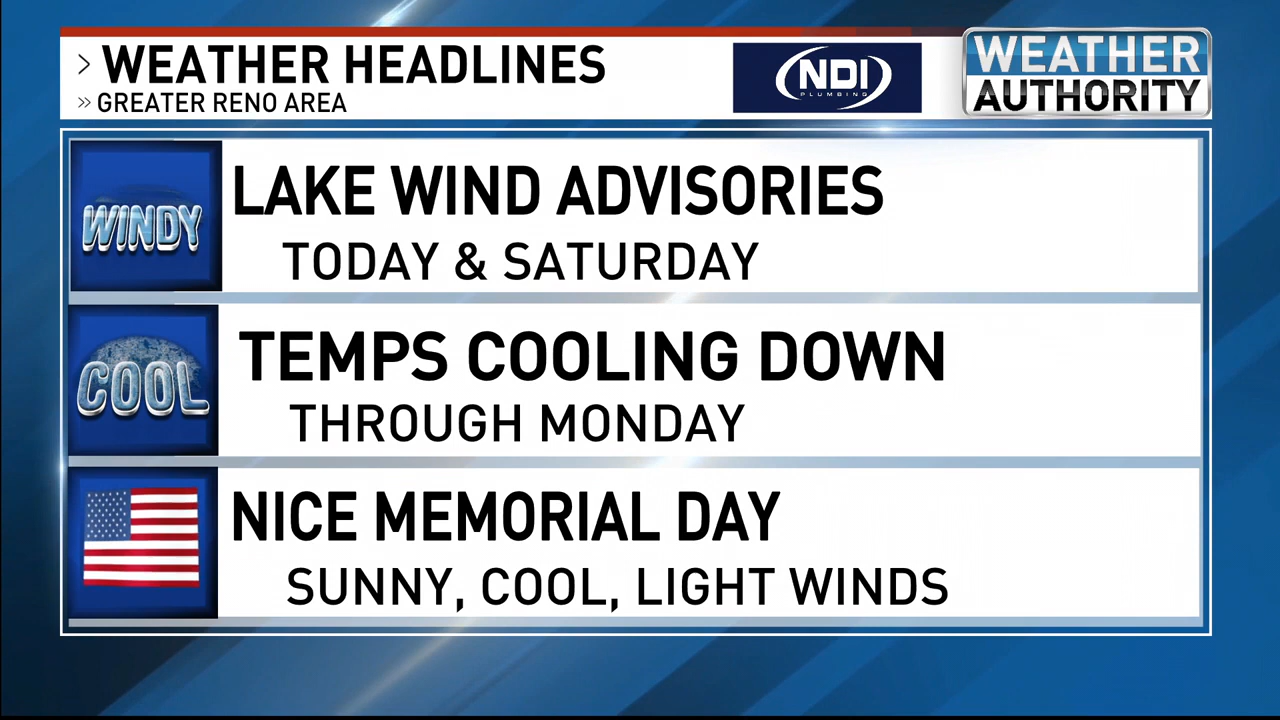 > WEATHER HEADLINES
» GREATER RENO AREA
NDI
PLUMBING
WEATHER
AUTHORITY
WINDY
LAKE WIND ADVISORIES
TODAY & SATURDAY
COOL
TEMPS COOLING DOWN
THROUGH MONDAY
NICE MEMORIAL DAY
SUNNY, COOL, LIGHT WINDS